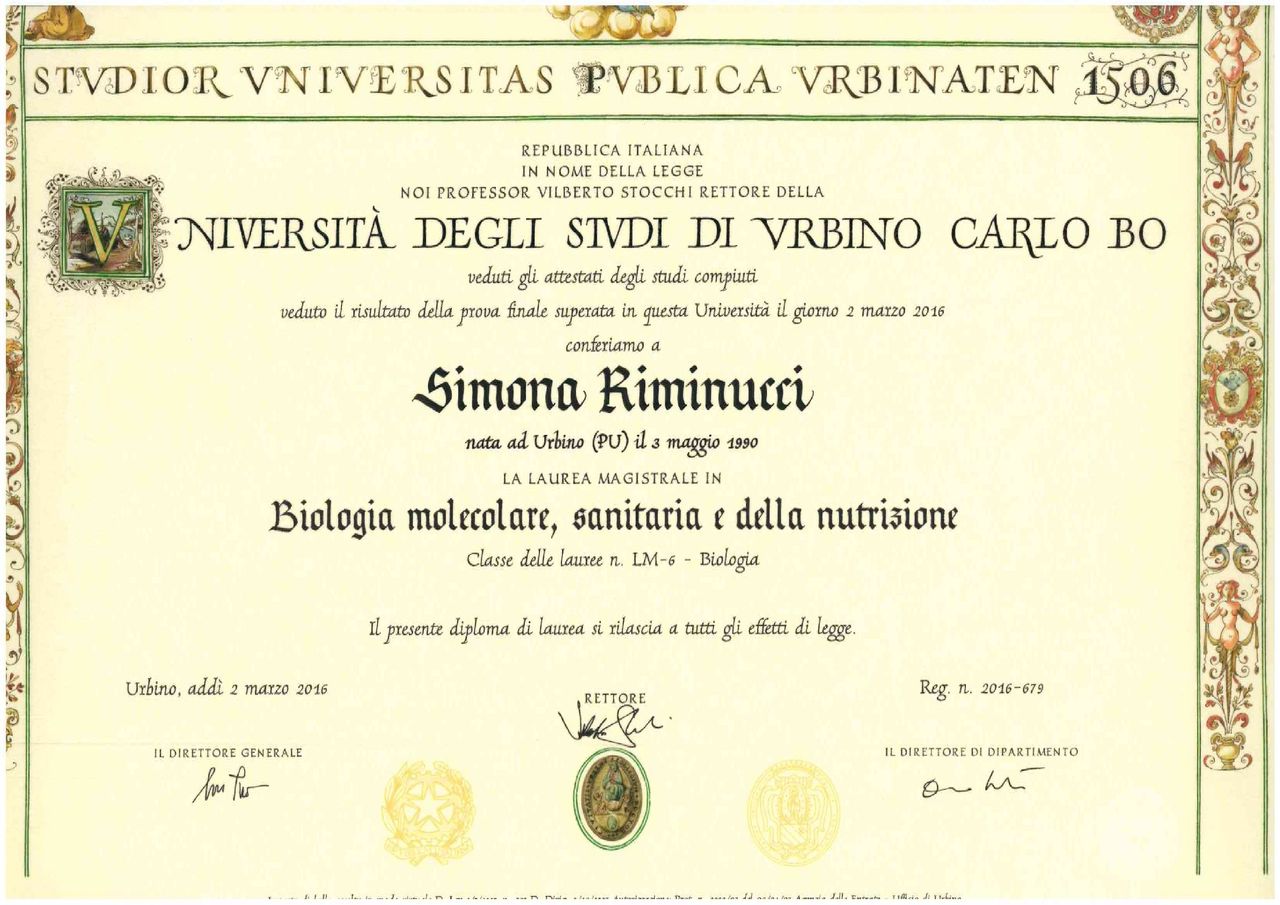 STVDIOR VNIVERSITAS PVBLICA VRBINATEN 1506
REPUBBLICA ITALIANA
IN NOME DELLA LEGGE
NOI PROFESSOR VILBERTO STOCCHI RETTORE DELLA
VNIVERSITÀ DEGLI STVDI DI VRBINO CARLO BO
veduti gli attestati degli studi compiuti
veduto il risultato della prova finale superata in questa Università il giorno 2 marzo 2016
conferiamo a
Simona Riminucci
nata ad Urbino (PU) il 3 maggio 1990
LA LAUREA MAGISTRALE IN
Biologia molecolare, sanitaria e della nutrizione
Classe delle lauree n. LM-6 - Biologia
Il presente diploma di laurea si rilascia a tutti gli effetti di legge.
Urbino, addì 2 marzo 2016
RETTORE
Reg. n. 2016-679
IL DIRETTORE GENERALE
IL DIRETTORE DI DIPARTIMENTO